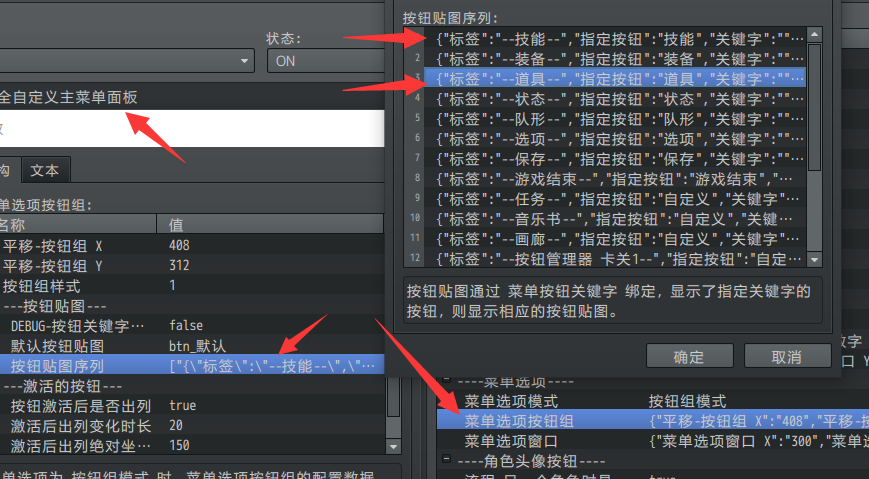 状态:
ON
全自定义主菜单面板
构 文本
单选项按钮组:
名称 值
平移-按钮组 X 408
平移-按钮组 Y 312
按钮组样式 1
---按钮贴图---
DEBUG-按钮关键字… false
默认按钮贴图 btn_默认
按钮贴图序列 ["{\"标签\":\"--技能--\",\"…
---激活的按钮---
按钮激活后是否出列 true
激活后出列变化时长 20
激活后出列绝对坐… 150
单选项为 按钮组模式 时，菜单选项按钮组的配置数据
按钮贴图序列:
{"标签":"--技能--","指定按钮":"技能","关键字":""…
2 {"标签":"--装备--","指定按钮":"装备","关键字":""…
3 {"标签":"--道具--","指定按钮":"道具","关键字":""…
4 {"标签":"--状态--","指定按钮":"状态","关键字":""…
5 {"标签":"--队形--","指定按钮":"队形","关键字":""…
6 {"标签":"--选项--","指定按钮":"选项","关键字":""…
7 {"标签":"--保存--","指定按钮":"保存","关键字":""…
8 {"标签":"--游戏结束--","指定按钮":"游戏结束","…
9 {"标签":"--任务--","指定按钮":"自定义","关键字"…
10 {"标签":"--音乐书--","指定按钮":"自定义","关键…
11 {"标签":"--画廊--","指定按钮":"自定义","关键字"…
12 {"标签":"--按钮管理器 卡关1--","指定按钮":"自定…
按钮贴图通过 菜单按钮关键字 绑定，显示了指定关键字的
按钮，则显示相应的按钮贴图。
确定 取消
数字
口 Y
----菜单选项----
菜单选项模式 按钮组模式
菜单选项按钮组 {"平移-按钮组 X":"408","平移-按
菜单选项窗口 {"菜单选项窗口 X":"300","菜单选
----角色头像按钮----